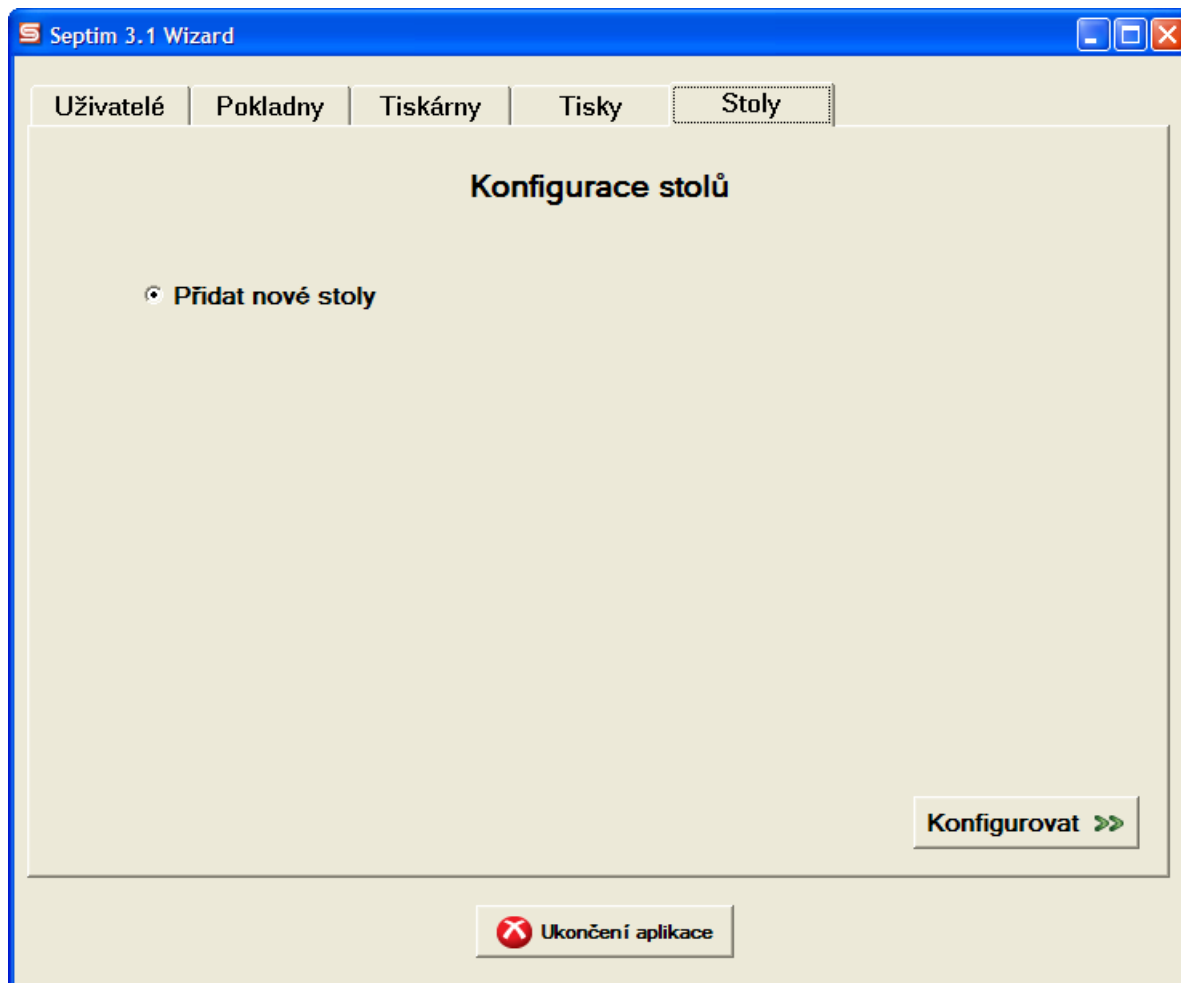 Septim 3.1 Wizard
Uživatelé Pokladny Tiskárny Tisky Stoly
Konfigurace stolů
Přidat nové stoly
Konfigurovat >>
Ukončení aplikace